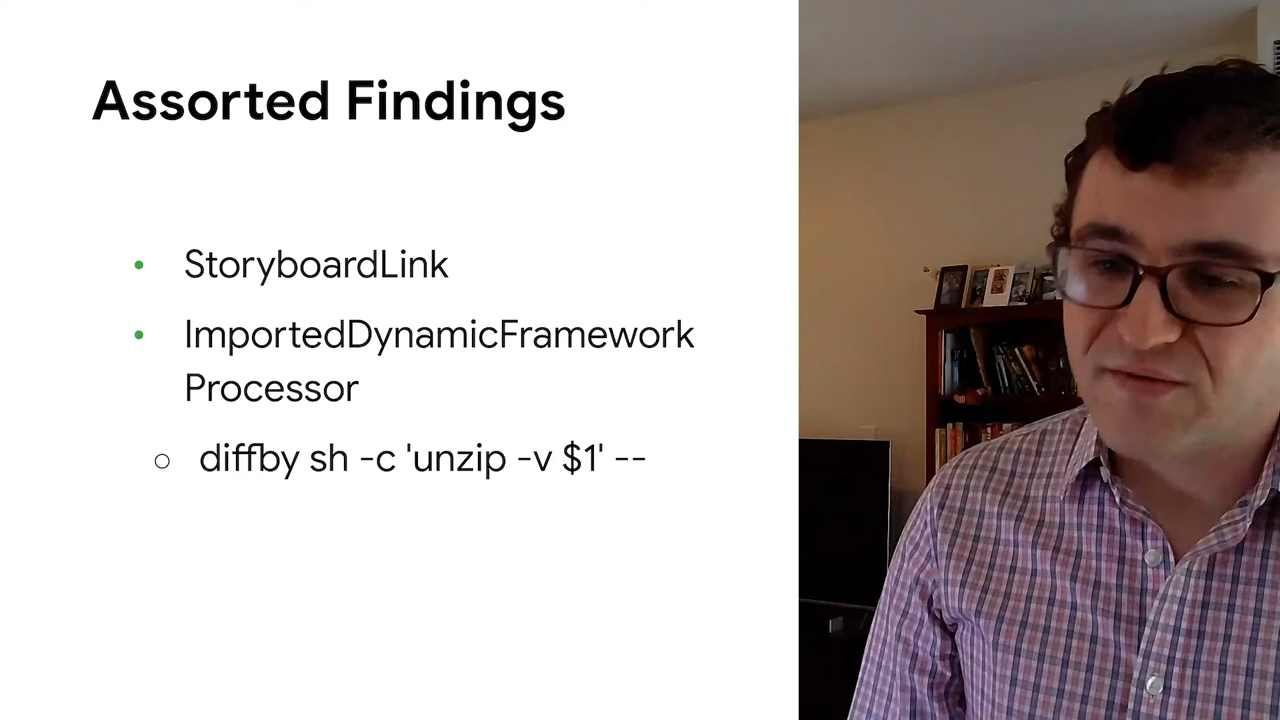 Assorted Findings
• StoryboardLink
• ImportedDynamicFramework
Processor
○ diffby sh -c 'unzip -v $1' --